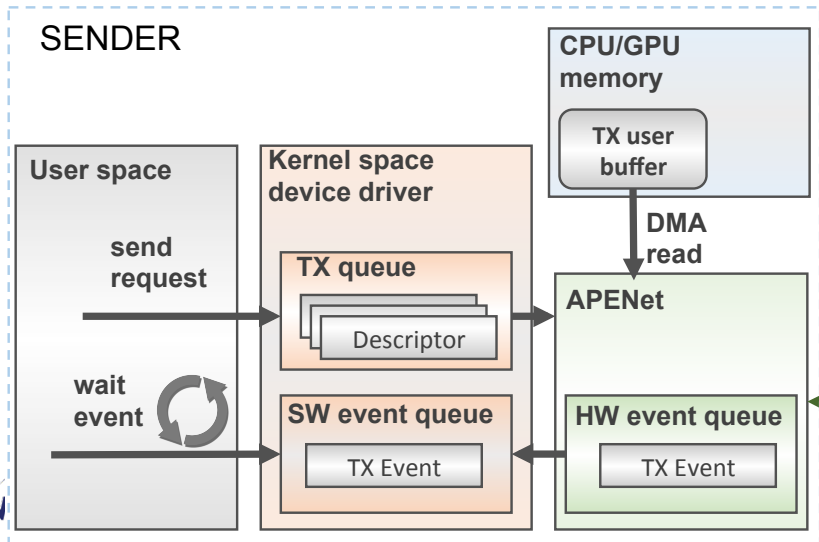 SENDER
CPU/GPU
memory
TX user
buffer
User space
Kernel space
device driver
DMA
read
send
request
TX queue
Descriptor
APENet
wait
event
SW event queue
TX Event
HW event queue
TX Event